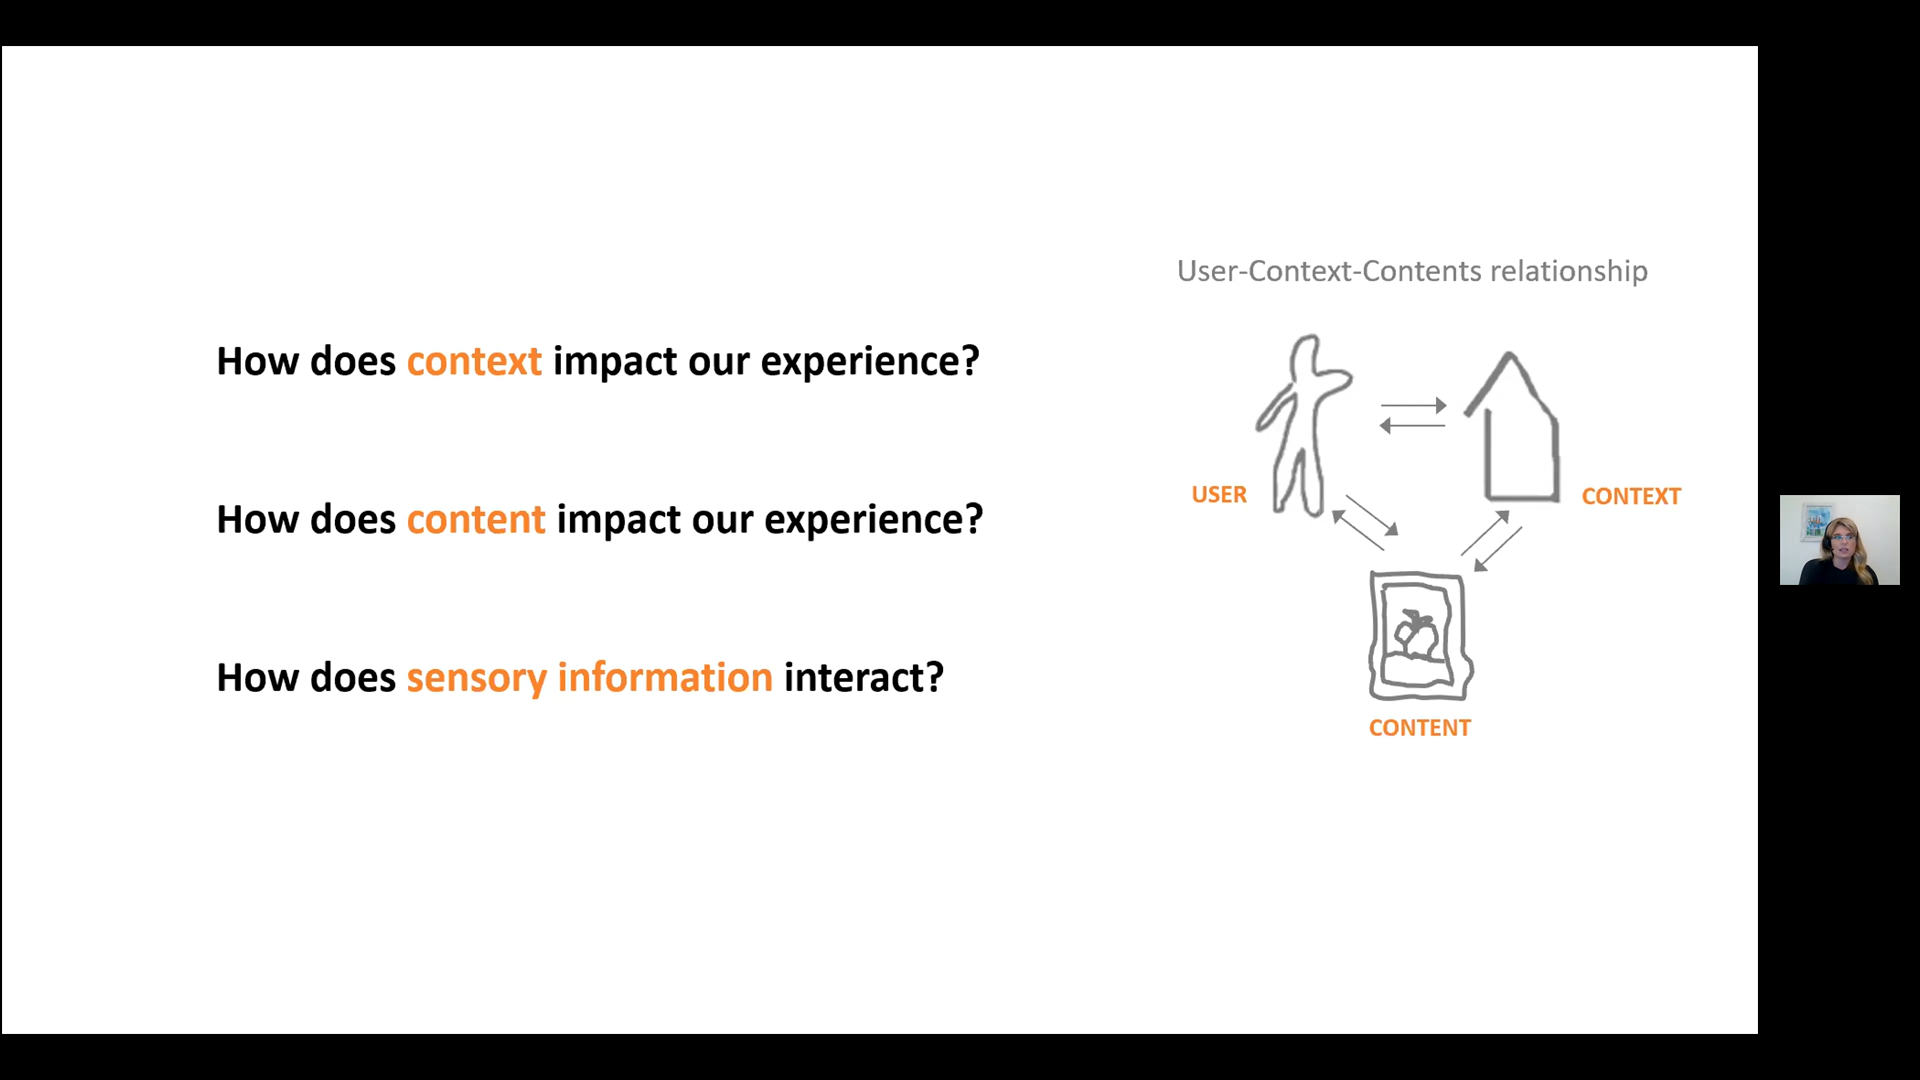 How does context impact our experience?
How does content impact our experience?
How does sensory information interact?
User-Context-Contents relationship
USER
CONTEXT
CONTENT